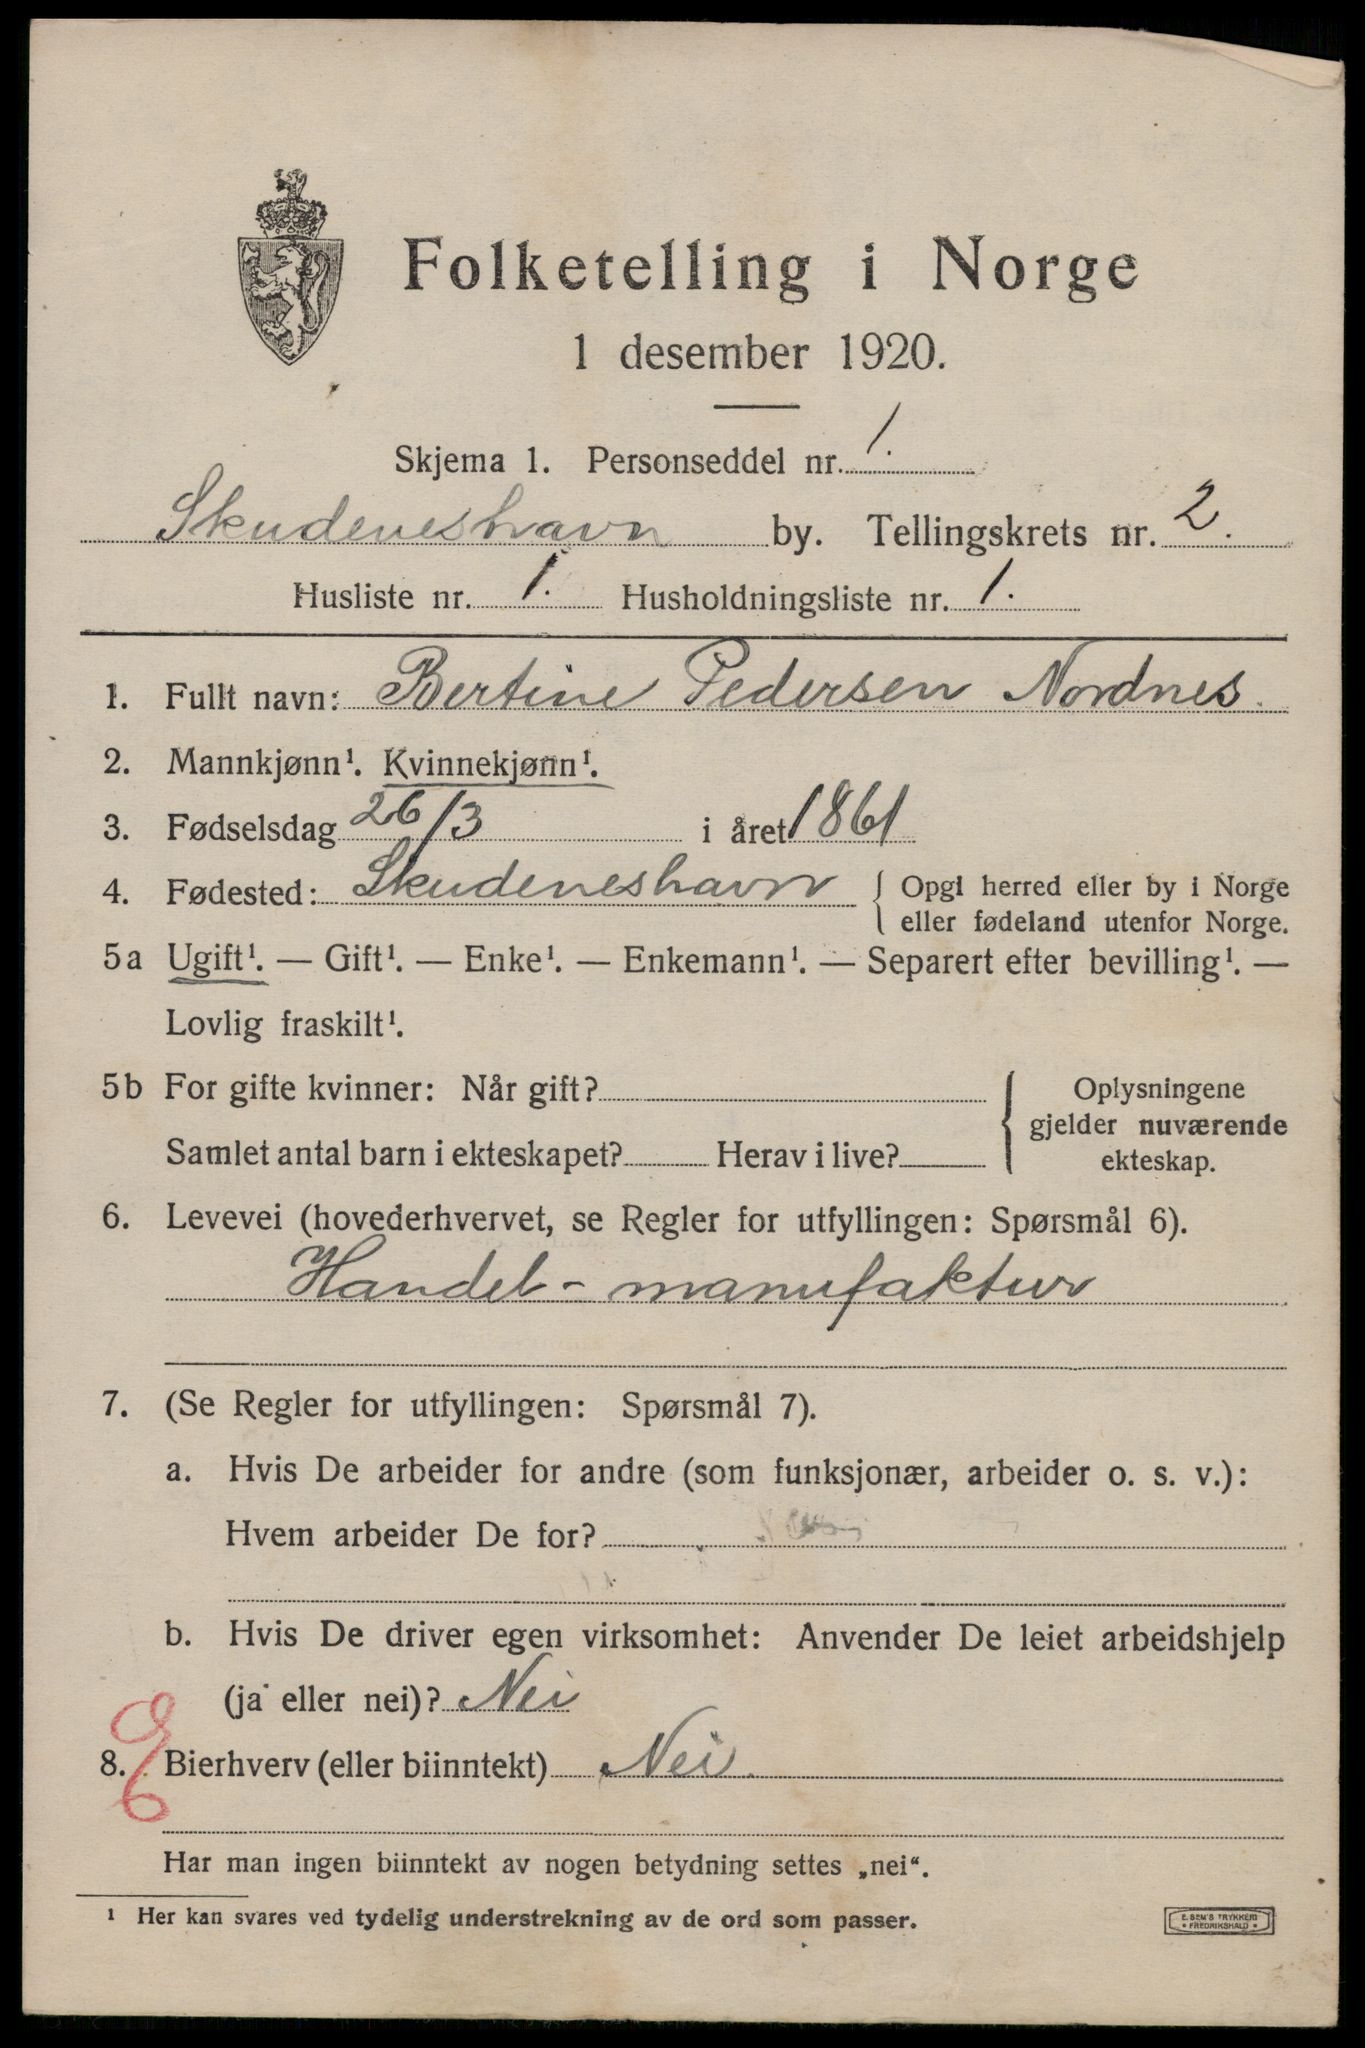 Folketelling i Norge
1 desember 1920.
Skjema 1. Personseddel nr. 1.
Skudeneshavn by. Tellingskrets nr. 2.
Husliste nr. 1. Husholdningsliste nr. 1.
1. Fullt navn: Bertine Pedersen Nordnes.
2. Mannkjønn¹. Kvinnekjønn¹.
3. Fødselsdag 26/3 i året 1861
4. Fødested: Skudeneshavn { Opgi herred eller by i Norge
eller fødeland utenfor Norge.
5a Ugift¹. — Gift¹. — Enke¹. — Enkemann¹. — Separert efter bevilling¹. —
Lovlig fraskilt¹.
5b For gifte kvinner: Når gift?
Samlet antal barn i ekteskapet? Herav i live?
{ Oplysningene
gjelder nuværende
ekteskap.
6. Levevei (hovederhvervet, se Regler for utfyllingen: Spørsmål 6).
Handel - manufaktur
7. (Se Regler for utfyllingen: Spørsmål 7).
a. Hvis De arbeider for andre (som funksjonær, arbeider o. s. v.):
Hvem arbeider De for?
b. Hvis De driver egen virksomhet: Anvender De leiet arbeidshjelp
(ja eller nei)? Nei
8. Bierhverv (eller biinntekt) Nei.
Har man ingen biinntekt av nogen betydning settes „nei“.
¹ Her kan svares ved tydelig understrekning av de ord som passer.
E. SEM'S TRYKKERI
FREDRIKSHALD